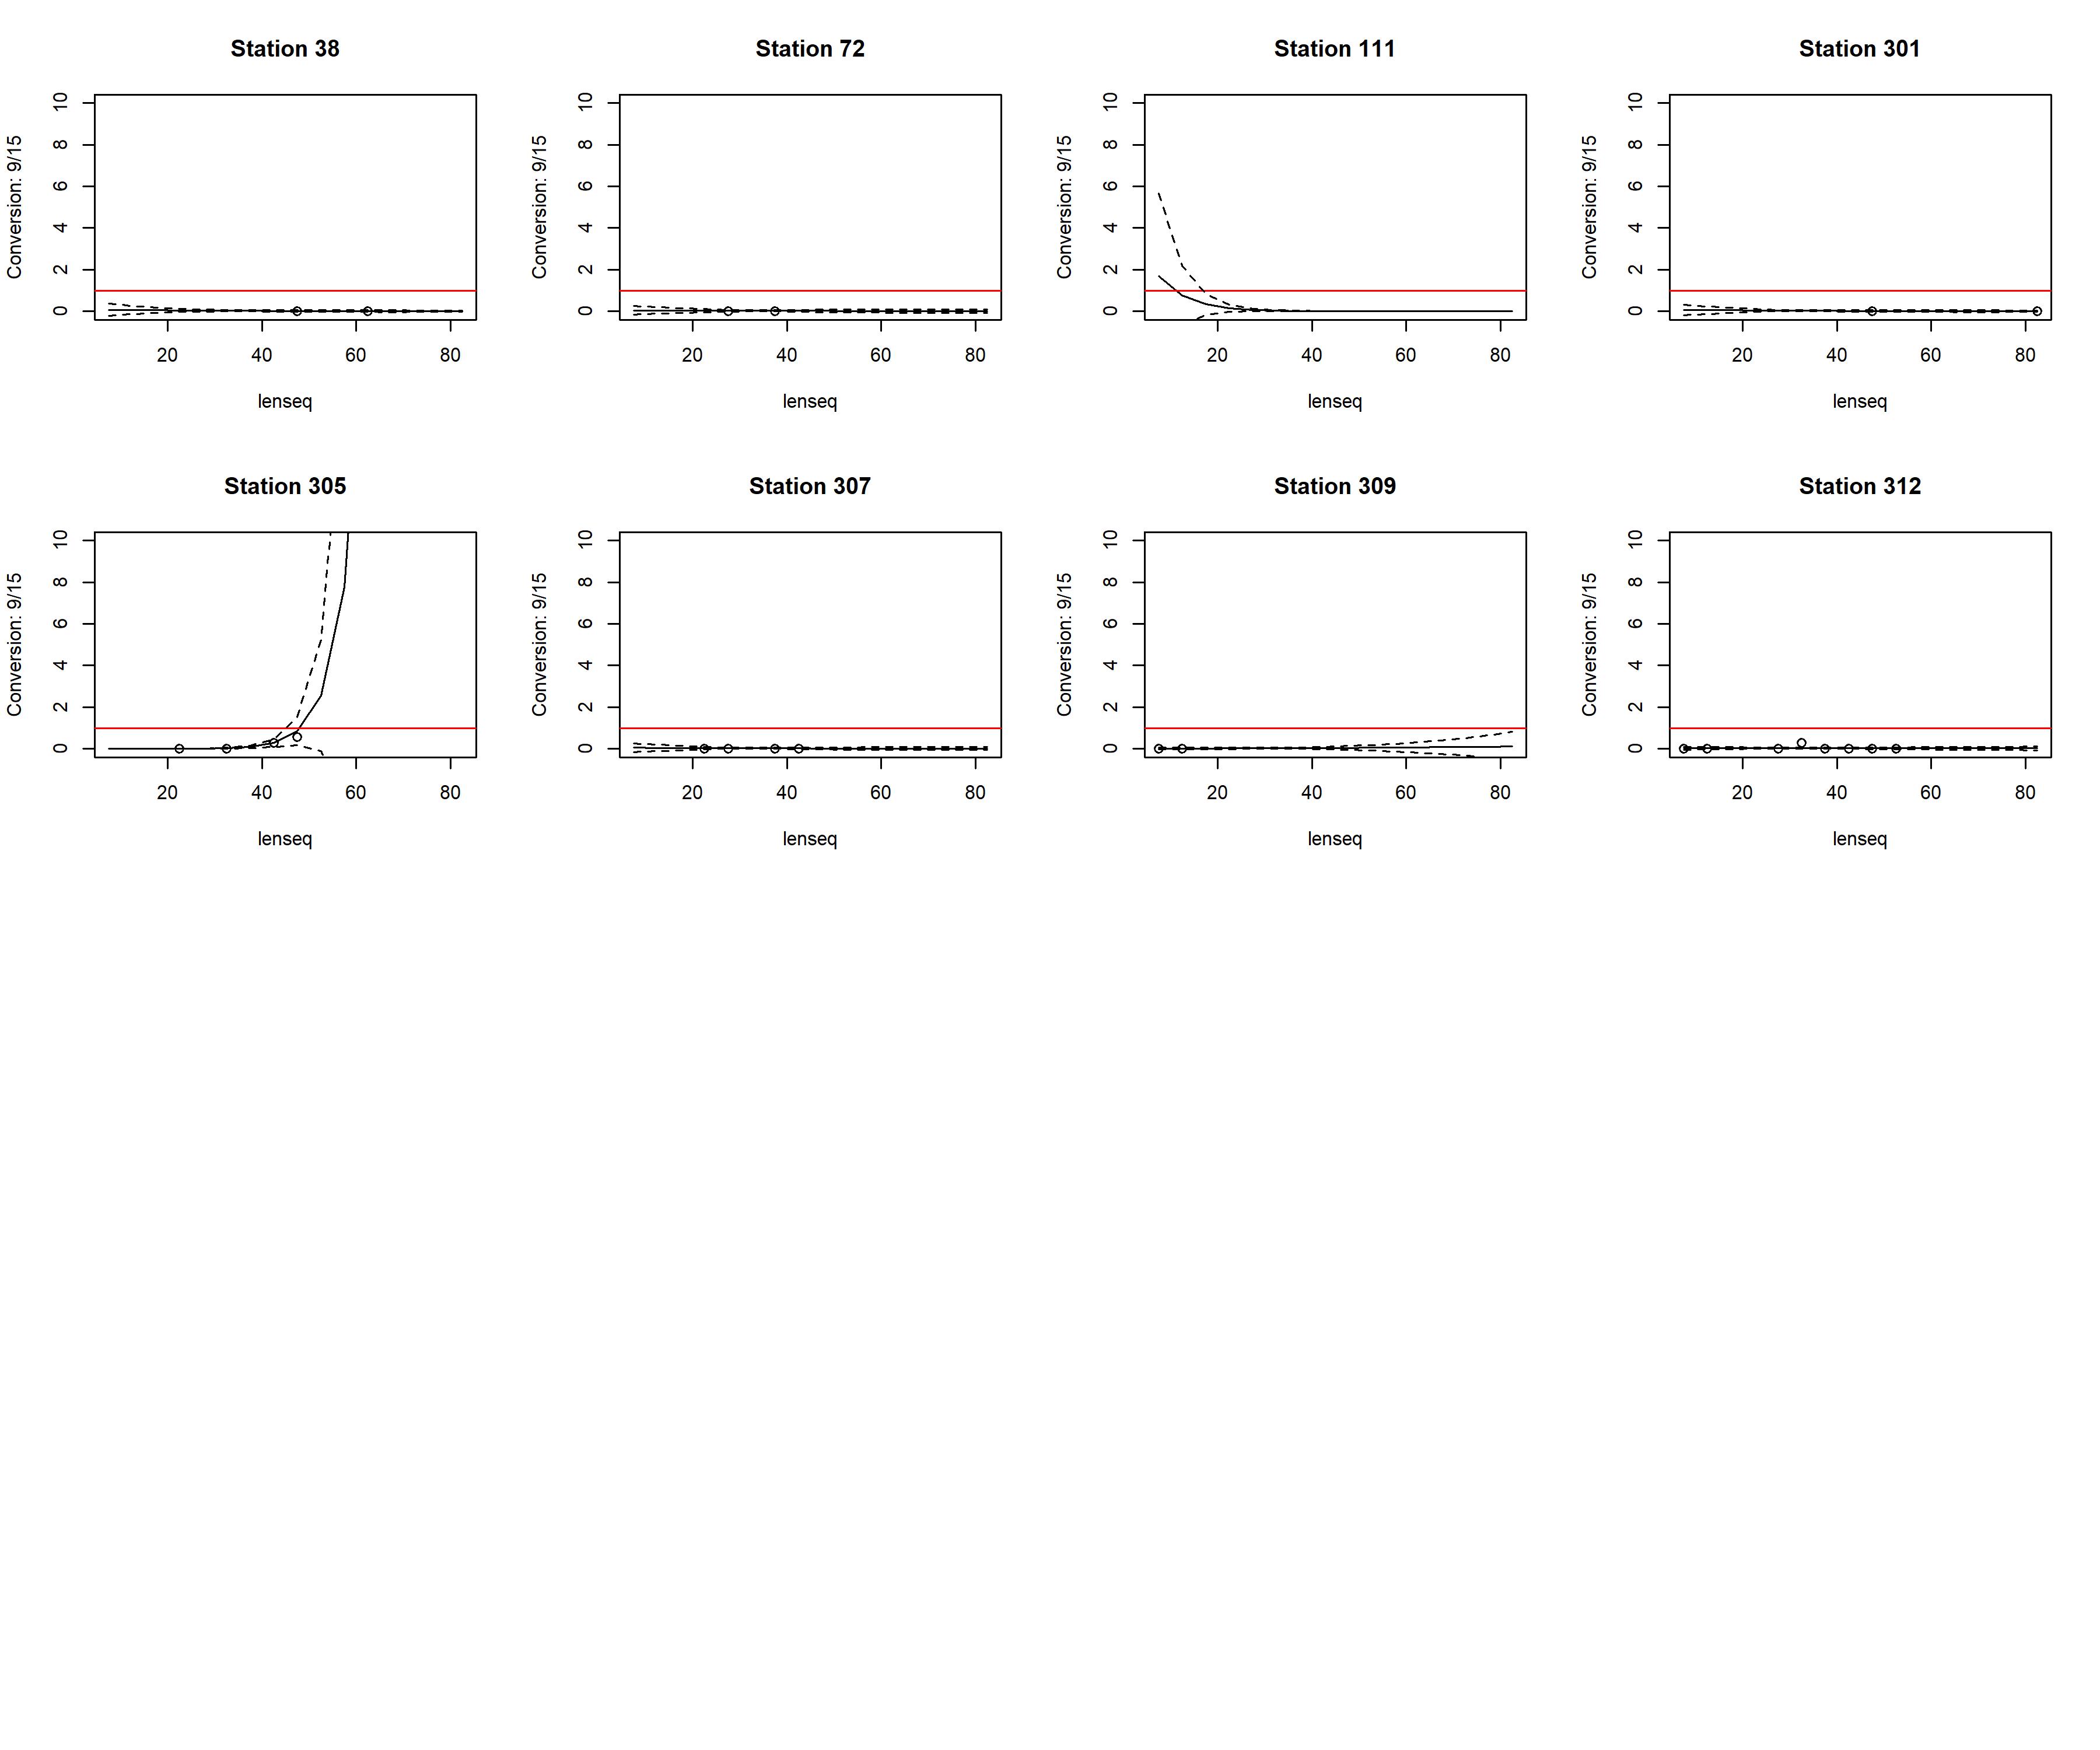 Station 38
Conversion: 9/15
0 2 4 6 8 10
20 40 60 80
lenseq
Station 72
Conversion: 9/15
0 2 4 6 8 10
20 40 60 80
lenseq
Station 111
Conversion: 9/15
0 2 4 6 8 10
20 40 60 80
lenseq
Station 301
Conversion: 9/15
0 2 4 6 8 10
20 40 60 80
lenseq
Station 305
Conversion: 9/15
0 2 4 6 8 10
20 40 60 80
lenseq
Station 307
Conversion: 9/15
0 2 4 6 8 10
20 40 60 80
lenseq
Station 309
Conversion: 9/15
0 2 4 6 8 10
20 40 60 80
lenseq
Station 312
Conversion: 9/15
0 2 4 6 8 10
20 40 60 80
lenseq